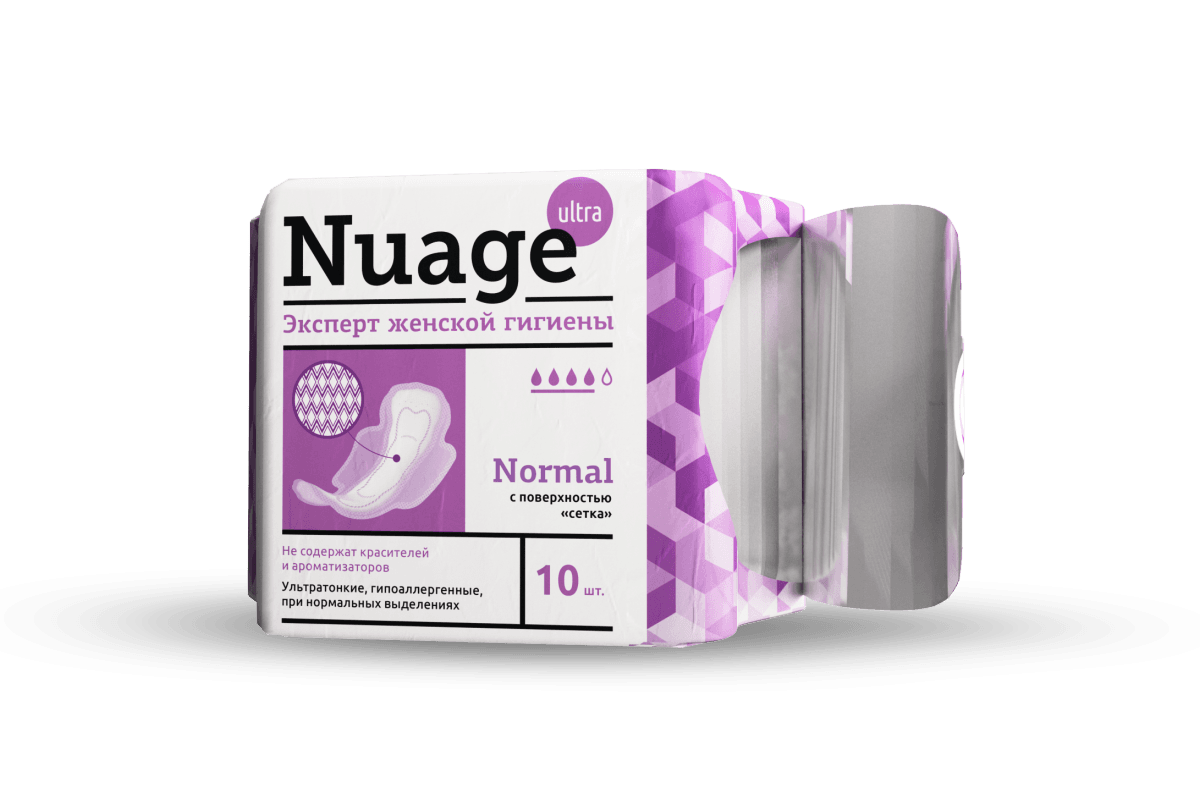 ultra
Nuage
Эксперт женской гигиены
Normal
с поверхностью
«сетка»
Не содержат красителей
и ароматизаторов
Ультратонкие, гипоаллергенные,
при нормальных выделениях
10 шт.